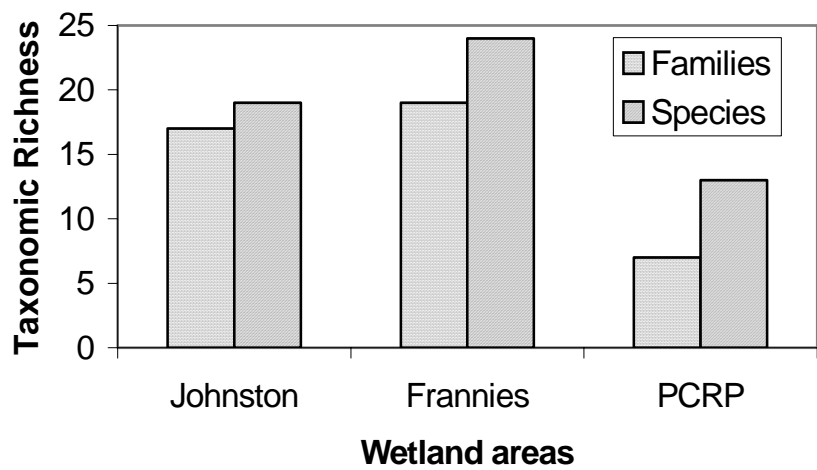 Taxonomic Richness
25
20
15
10
5
0
Families
Species
Johnston Frannies PCRP
Wetland areas